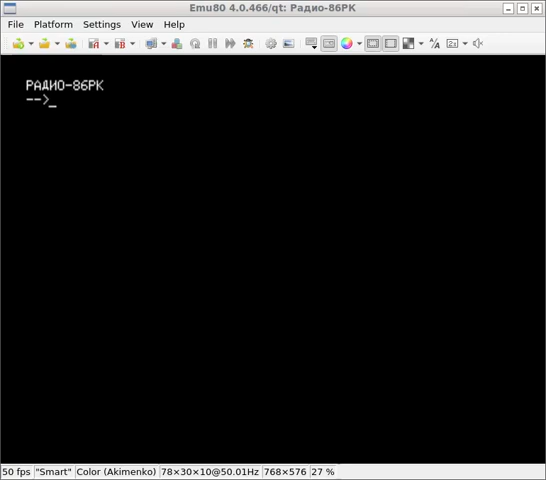 Emu80 4.0.466/qt: Радио-86РК
File Platform Settings View Help
РАДИО-86РК
-->_
50 fps "Smart" Color (Akimenko) 78×30×10@50.01Hz 768×576 27 %